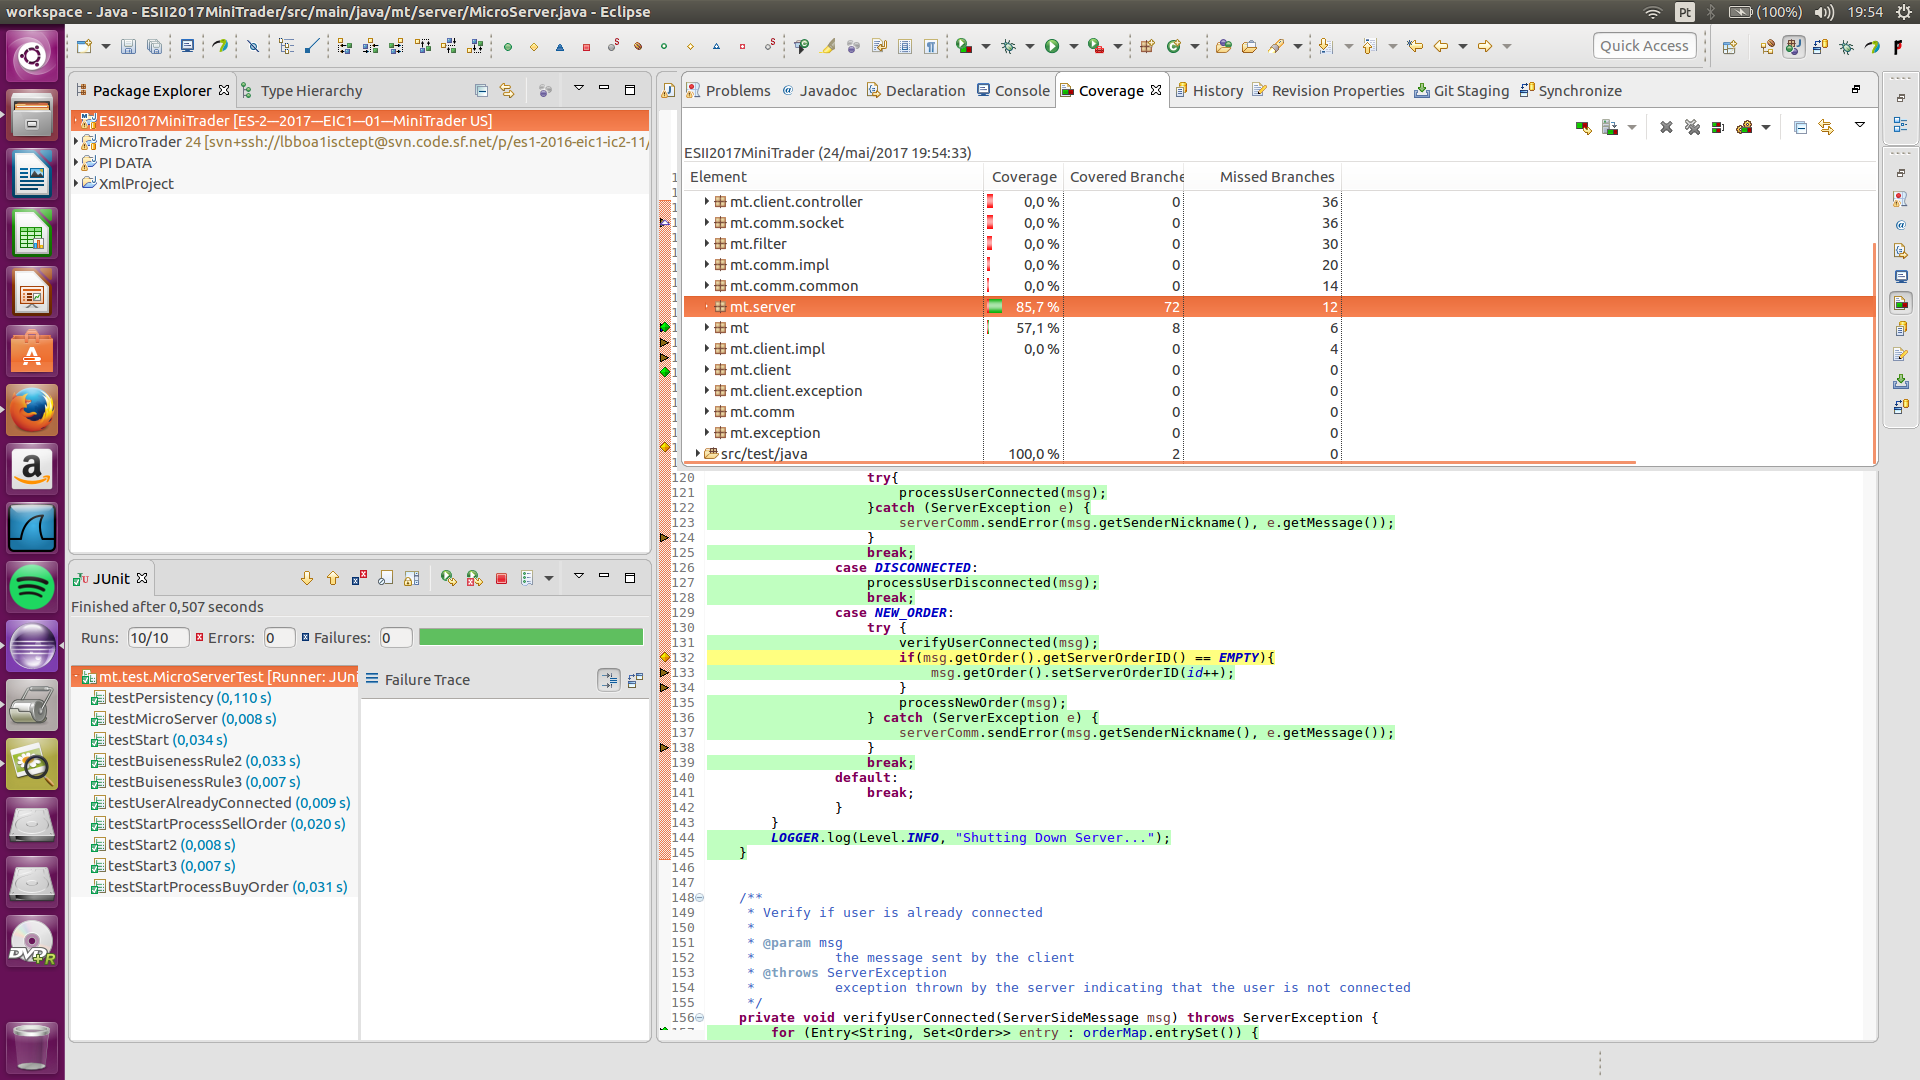 workspace - Java - ESII2017MiniTrader/src/main/java/mt/server/MicroServer.java - Eclipse
Pt
(100%)
19:54
Quick Access
Package Explorer
Type Hierarchy
ESII2017MiniTrader [ES-2—2017—EIC1—01—MiniTrader US]
MicroTrader 24 [svn+ssh://lbboa1isctept@svn.code.sf.net/p/es1-2016-eic1-ic2-11/
PI DATA
XmlProject
Problems
@ Javadoc
Declaration
Console
Coverage
History
Revision Properties
Git Staging
Synchronize
ESII2017MiniTrader (24/mai/2017 19:54:33)
Element Coverage Covered Branche Missed Branches
mt.client.controller 0,0 % 0 36
mt.comm.socket 0,0 % 0 36
mt.filter 0,0 % 0 30
mt.comm.impl 0,0 % 0 20
mt.comm.common 0,0 % 0 14
mt.server 85,7 % 72 12
mt 57,1 % 8 6
mt.client.impl 0,0 % 0 4
mt.client 0 0
mt.client.exception 0 0
mt.comm 0 0
mt.exception 0 0
src/test/java 100,0 % 2 0
120 try{
121 processUserConnected(msg);
122 }catch (ServerException e) {
123 serverComm.sendError(msg.getSenderNickname(), e.getMessage());
124 }
125 break;
126 case DISCONNECTED:
127 processUserDisconnected(msg);
128 break;
129 case NEW_ORDER:
130 try {
131 verifyUserConnected(msg);
132 if(msg.getOrder().getServerOrderID() == EMPTY){
133 msg.getOrder().setServerOrderID(id++);
134 }
135 processNewOrder(msg);
136 } catch (ServerException e) {
137 serverComm.sendError(msg.getSenderNickname(), e.getMessage());
138 }
139 break;
140 default:
141 break;
142 }
143 }
144 LOGGER.log(Level.INFO, "Shutting Down Server...");
145 }
146
147
148 /**
149 * Verify if user is already connected
150 *
151 * @param msg
152 * the message sent by the client
153 * @throws ServerException
154 * exception thrown by the server indicating that the user is not connected
155 */
156 private void verifyUserConnected(ServerSideMessage msg) throws ServerException {
for (Entry<String, Set<Order>> entry : orderMap.entrySet()) {
JUnit
Finished after 0,507 seconds
Runs: 10/10 Errors: 0 Failures: 0
mt.test.MicroServerTest [Runner: JUni
testPersistency (0,110 s)
testMicroServer (0,008 s)
testStart (0,034 s)
testBuisenessRule2 (0,033 s)
testBuisenessRule3 (0,007 s)
testUserAlreadyConnected (0,009 s)
testStartProcessSellOrder (0,020 s)
testStart2 (0,008 s)
testStart3 (0,007 s)
testStartProcessBuyOrder (0,031 s)
Failure Trace